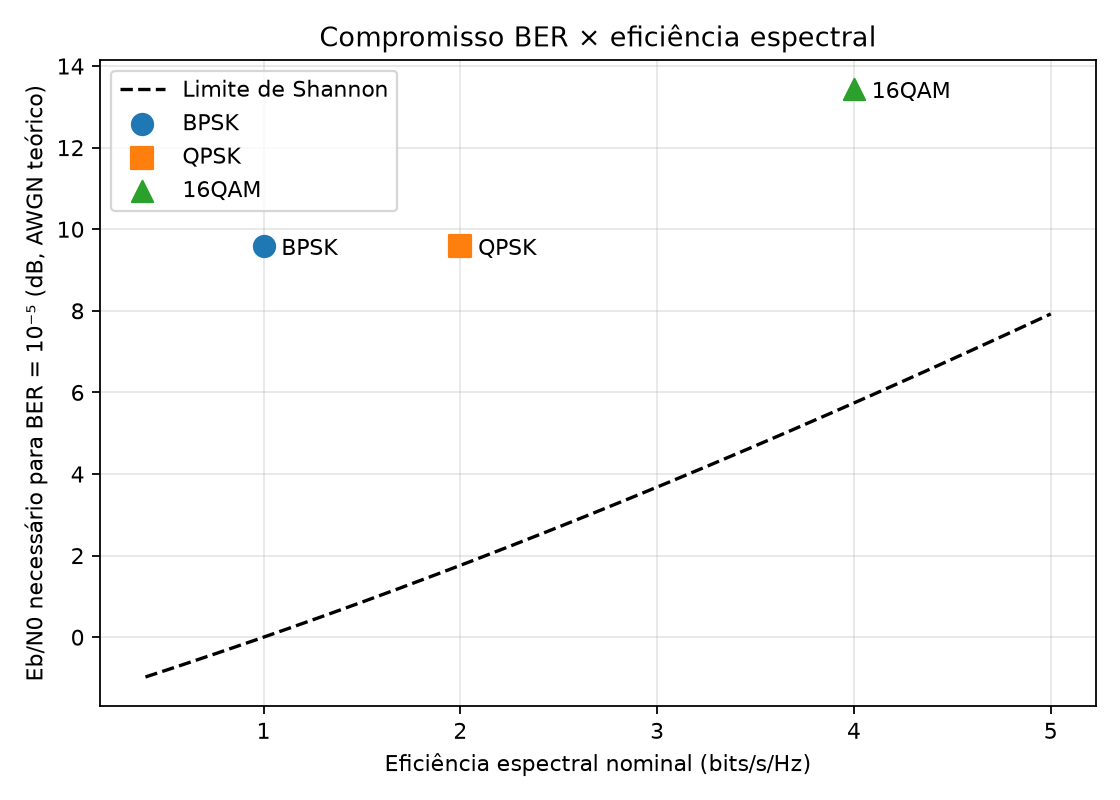 Compromisso BER × eficiência espectral
Eb/N0 necessário para BER = 10⁻⁵ (dB, AWGN teórico)
14
12
10
8
6
4
2
0
Limite de Shannon
BPSK
QPSK
16QAM
16QAM
BPSK
QPSK
1
2
3
4
5
Eficiência espectral nominal (bits/s/Hz)